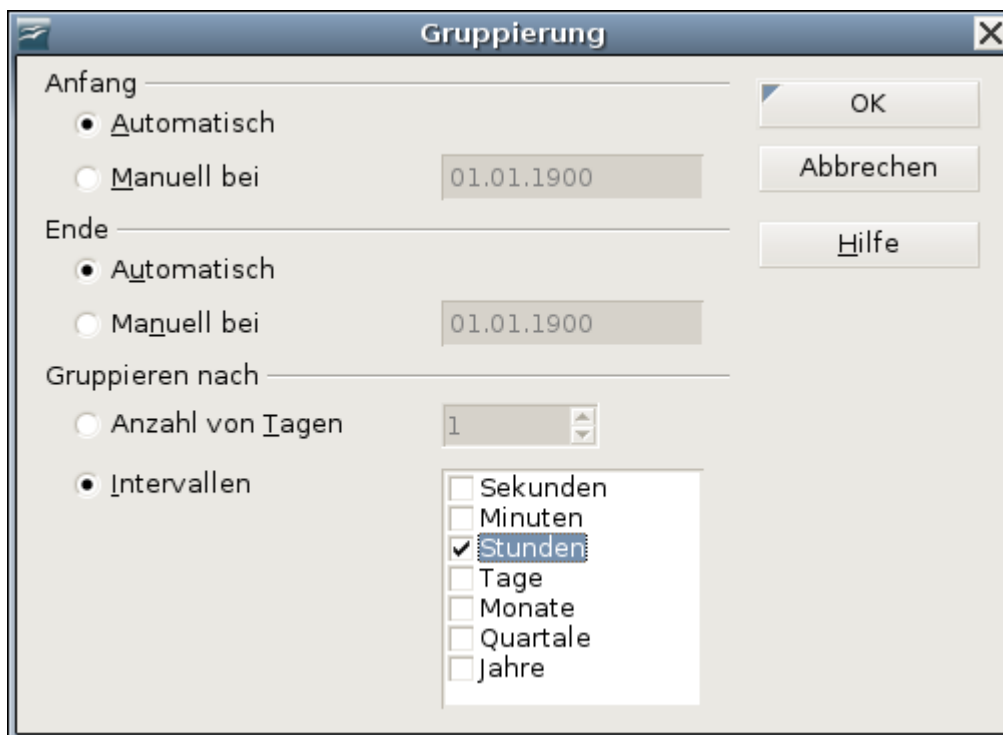 Gruppierung
Anfang
Automatisch
Manuell bei 01.01.1900
Ende
Automatisch
Manuell bei 01.01.1900
Gruppieren nach
Anzahl von Tagen 1
Intervallen
Sekunden
Minuten
Stunden
Tage
Monate
Quartale
Jahre
OK
Abbrechen
Hilfe